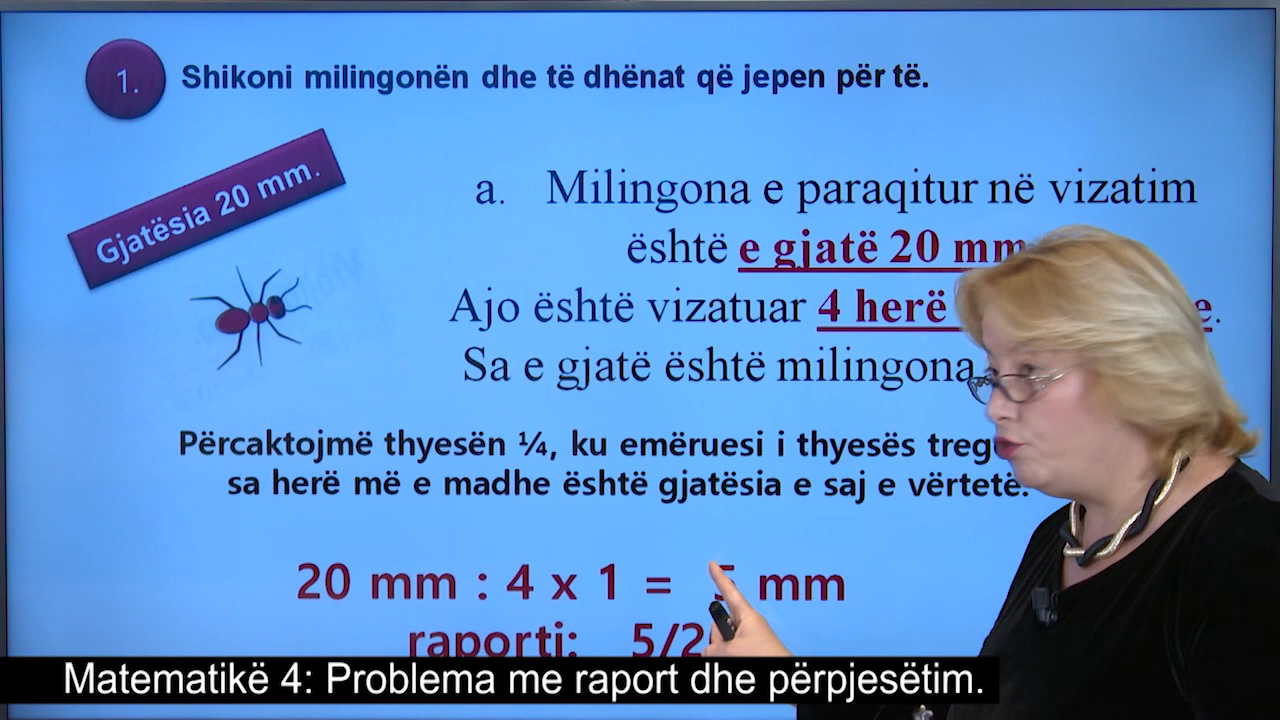 1. Shikoni milingonën dhe të dhënat që jepen për të.
Gjatësia 20 mm.
a. Milingona e paraqitur në vizatim
është e gjatë 20 mm
Ajo është vizatuar 4 herë
Sa e gjatë është milingona
Përcaktojmë thyesën ¼, ku emëruesi i thyesës
sa herë më e madhe është gjatësia e saj e vërtetë.
20 mm : 4 x 1 = 5 mm
raporti:
Matematikë 4: Problema me raport dhe përpjesëtim.